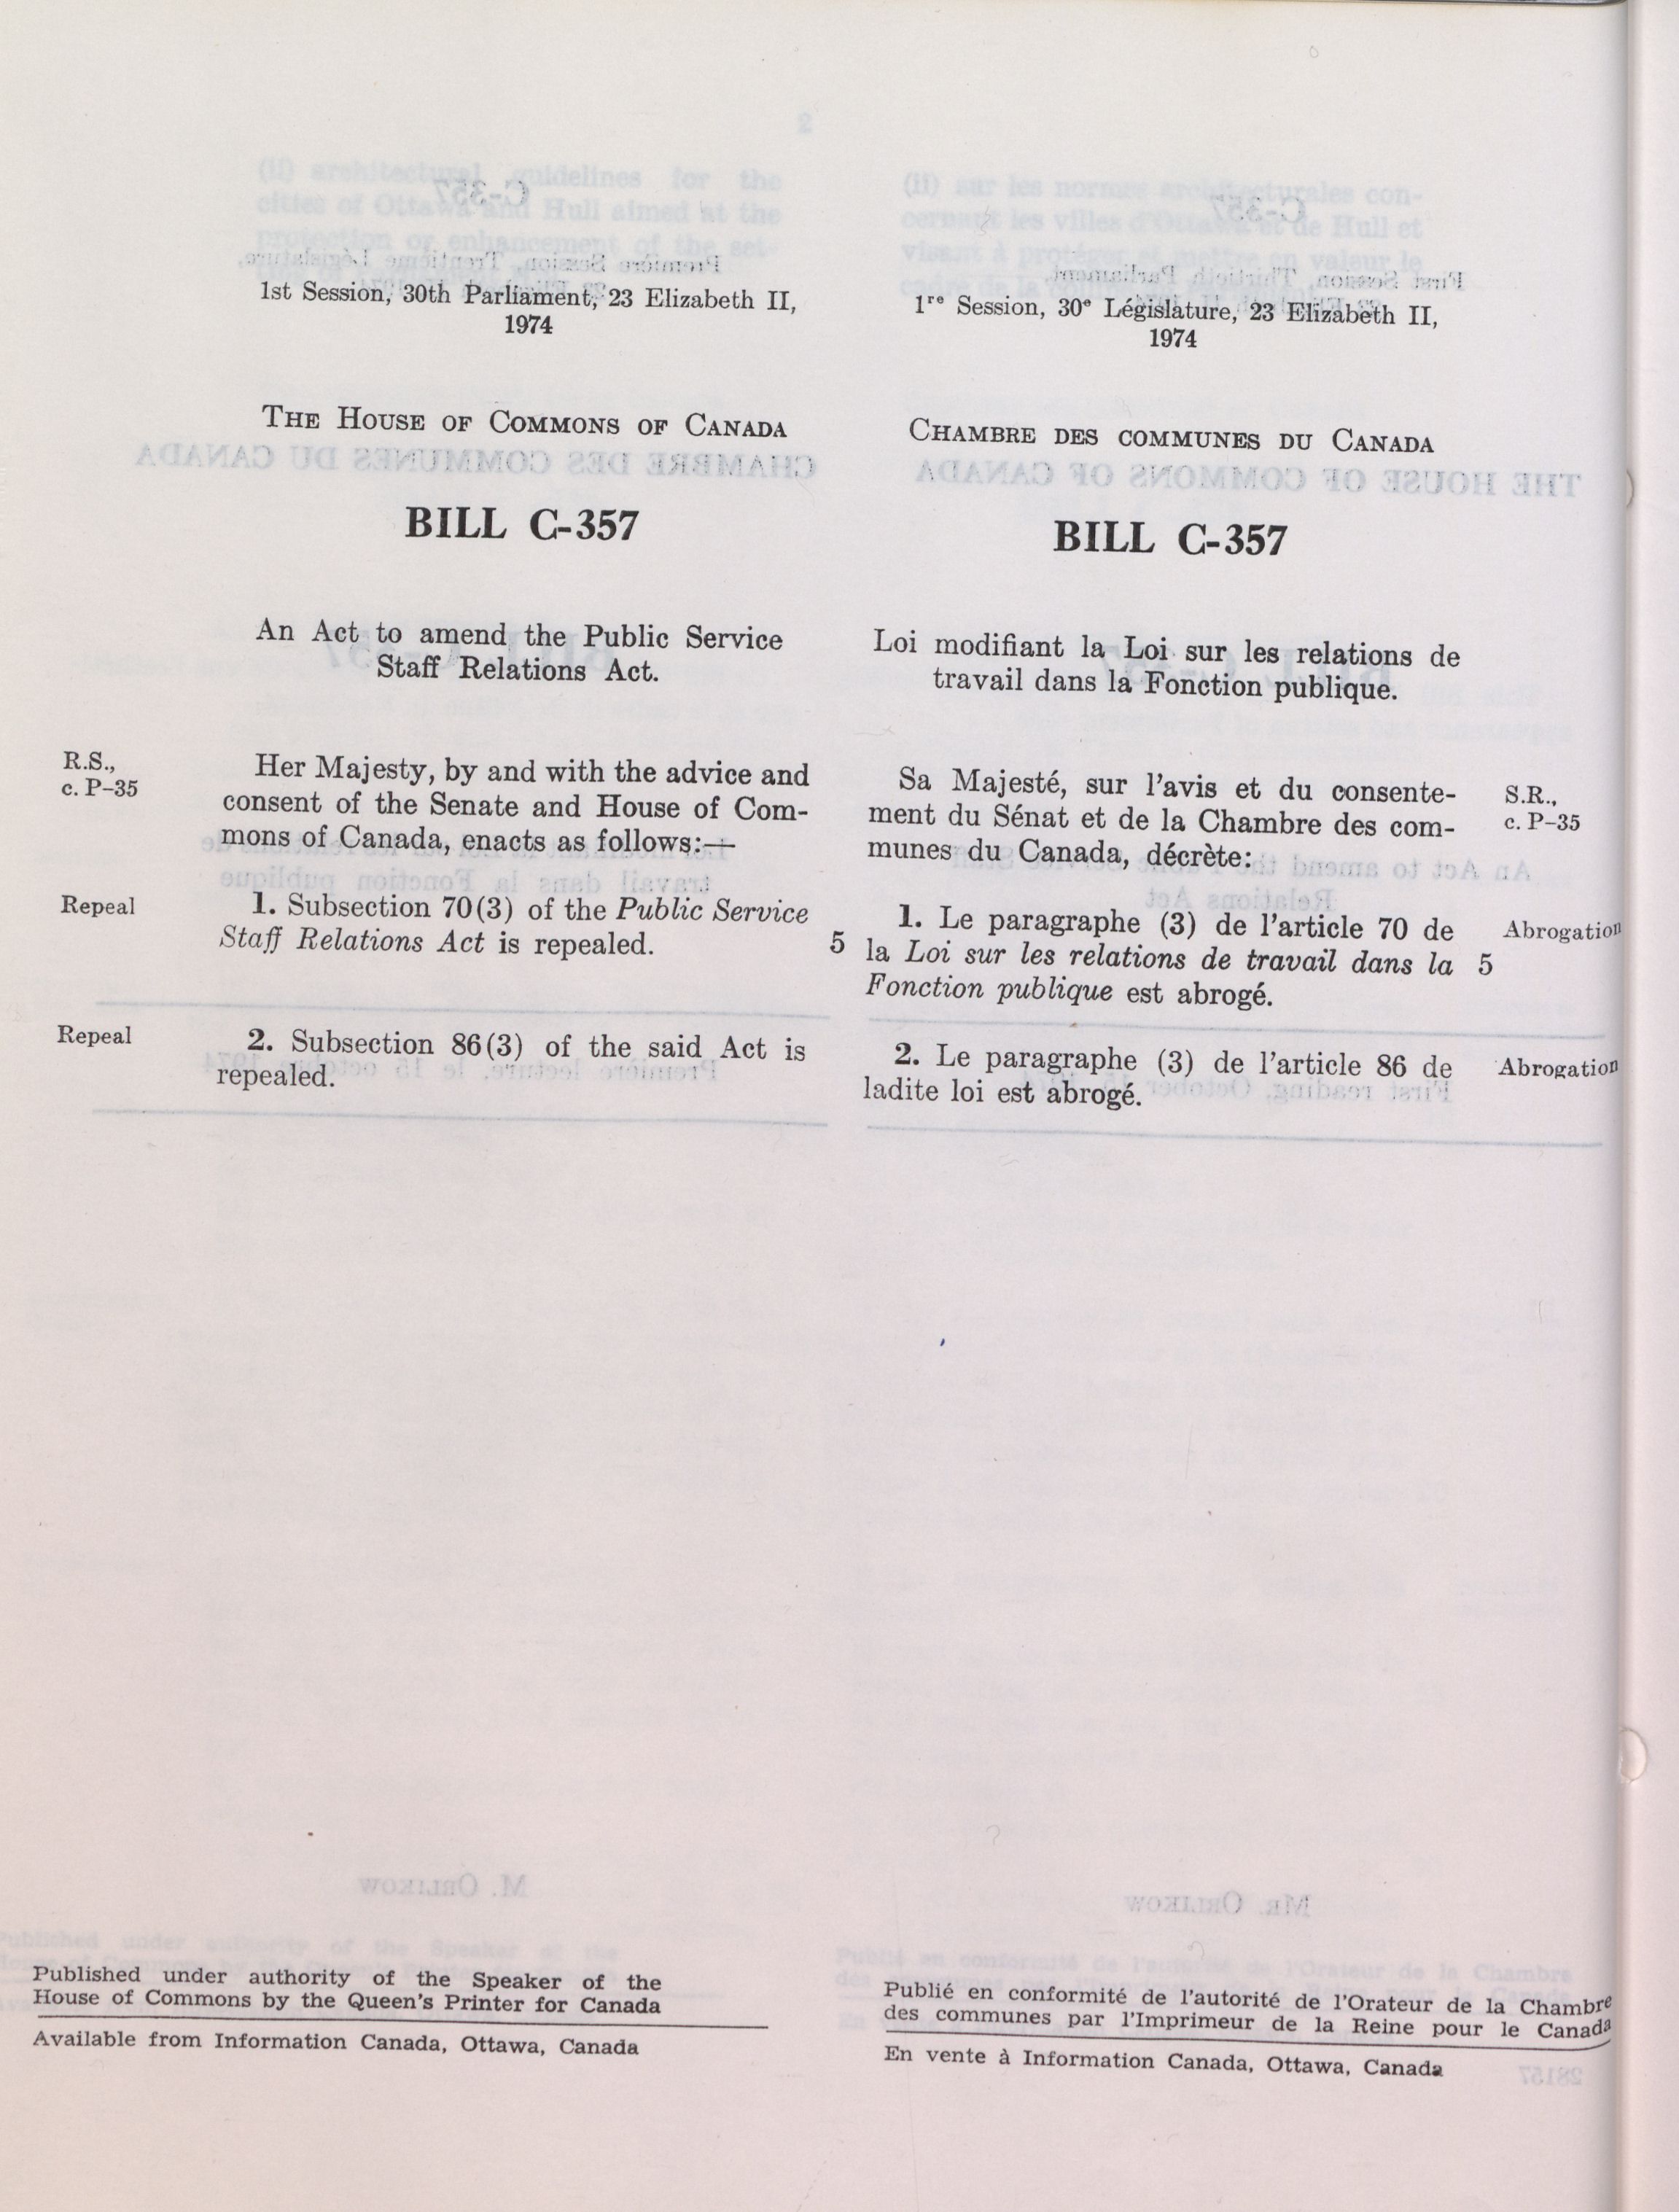 1st Session, 30th Parliament, 23 Elizabeth II,
1974
THE HOUSE OF COMMONS OF CANADA
BILL C-357
An Act to amend the Public Service
Staff Relations Act.
R.S.,
c. P-35
Her Majesty, by and with the advice and
consent of the Senate and House of Com-
mons of Canada, enacts as follows:—
Repeal
1. Subsection 70(3) of the Public Service
Staff Relations Act is repealed.
5
Repeal
2. Subsection 86(3) of the said Act is
repealed.
Published under authority of the Speaker of the
House of Commons by the Queen's Printer for Canada
Available from Information Canada, Ottawa, Canada
1re Session, 30e Législature, 23 Elizabeth II,
1974
CHAMBRE DES COMMUNES DU CANADA
BILL C-357
Loi modifiant la Loi sur les relations de
travail dans la Fonction publique.
Sa Majesté, sur l'avis et du consente-
ment du Sénat et de la Chambre des com-
munes du Canada, décrète:
S.R.,
c. P-35
1. Le paragraphe (3) de l'article 70 de
la Loi sur les relations de travail dans la
Fonction publique est abrogé.
Abrogation
5
2. Le paragraphe (3) de l'article 86 de
ladite loi est abrogé.
Abrogation
Publié en conformité de l'autorité de l'Orateur de la Chambre
des communes par l'Imprimeur de la Reine pour le Canada
En vente à Information Canada, Ottawa, Canada